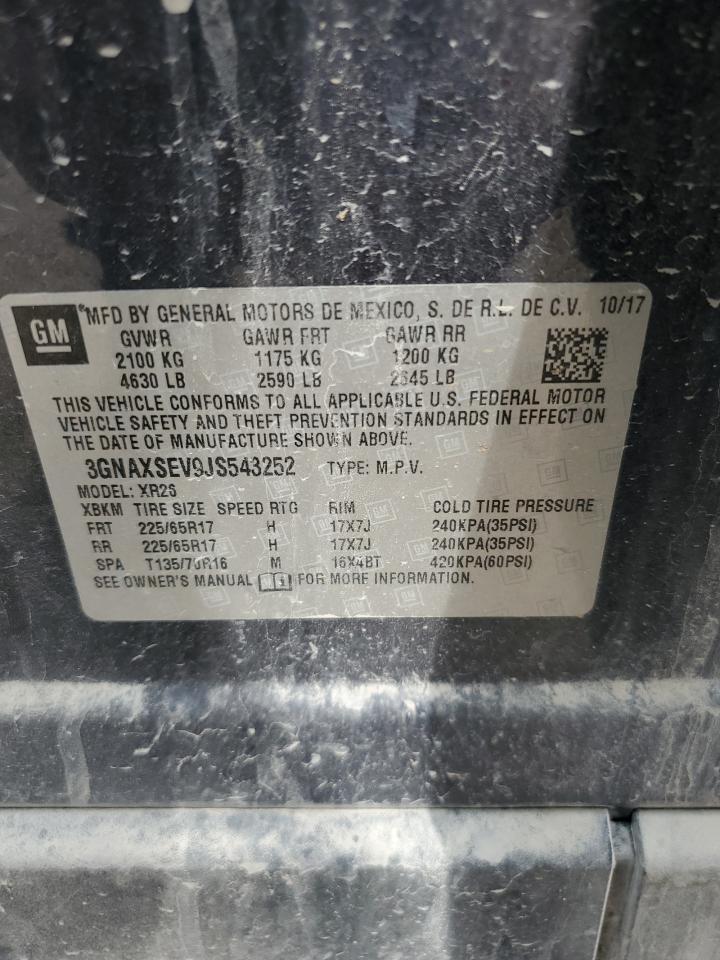 GM
*MFD BY GENERAL MOTORS DE MEXICO, S. DE R.L. DE C.V. 10/17
GVWR GAWR FRT GAWR RR
2100 KG 1175 KG 1200 KG
4630 LB 2590 LB 2645 LB
THIS VEHICLE CONFORMS TO ALL APPLICABLE U.S. FEDERAL MOTOR
VEHICLE SAFETY AND THEFT PREVENTION STANDARDS IN EFFECT ON
THE DATE OF MANUFACTURE SHOWN ABOVE.
3GNAXSEV9JS543252 TYPE: M.P.V.
MODEL: XR26
XBKM TIRE SIZE SPEED RTG RIM COLD TIRE PRESSURE
FRT 225/65R17 H 17X7J 240KPA(35PSI)
RR 225/65R17 H 17X7J 240KPA(35PSI)
SPA T135/70R16 M 16X4BT 420KPA(60PSI)
SEE OWNER'S MANUAL FOR MORE INFORMATION.